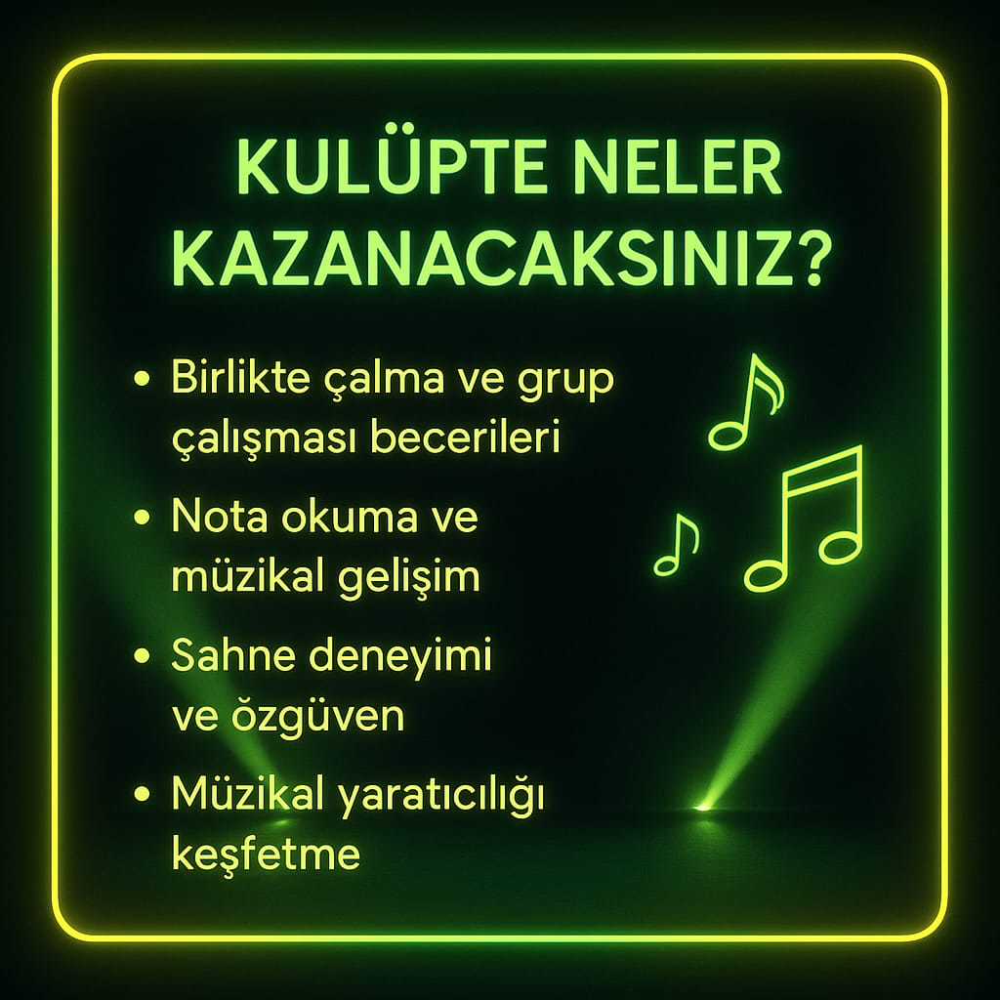 KULÜPTE NELER
KAZANACAKSINIZ?
• Birlikte çalma ve grup
çalışması becerileri
• Nota okuma ve
müzikal gelişim
• Sahne deneyimi
ve özgüven
• Müzikal yaratıcılığı
keşfetme